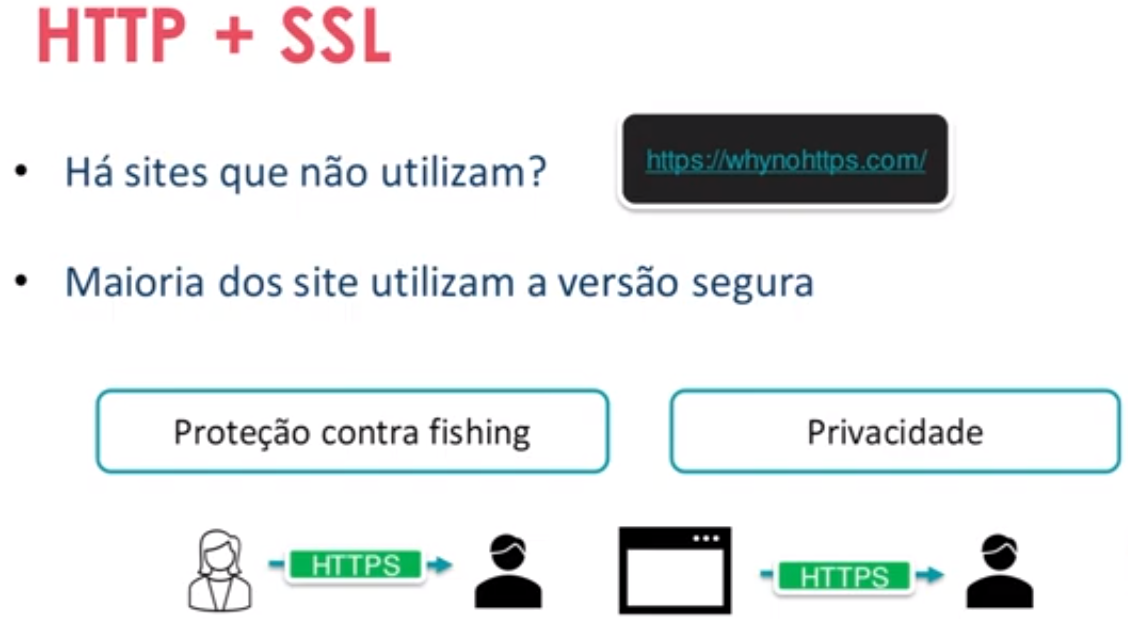 HTTP + SSL
• Há sites que não utilizam?
https://whynohttps.com/
• Maioria dos site utilizam a versão segura
Proteção contra fishing
Privacidade
HTTPS
HTTPS